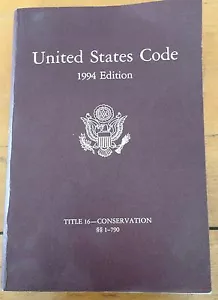 United States Code
1994 Edition
TITLE 16—CONSERVATION
§§ 1–790